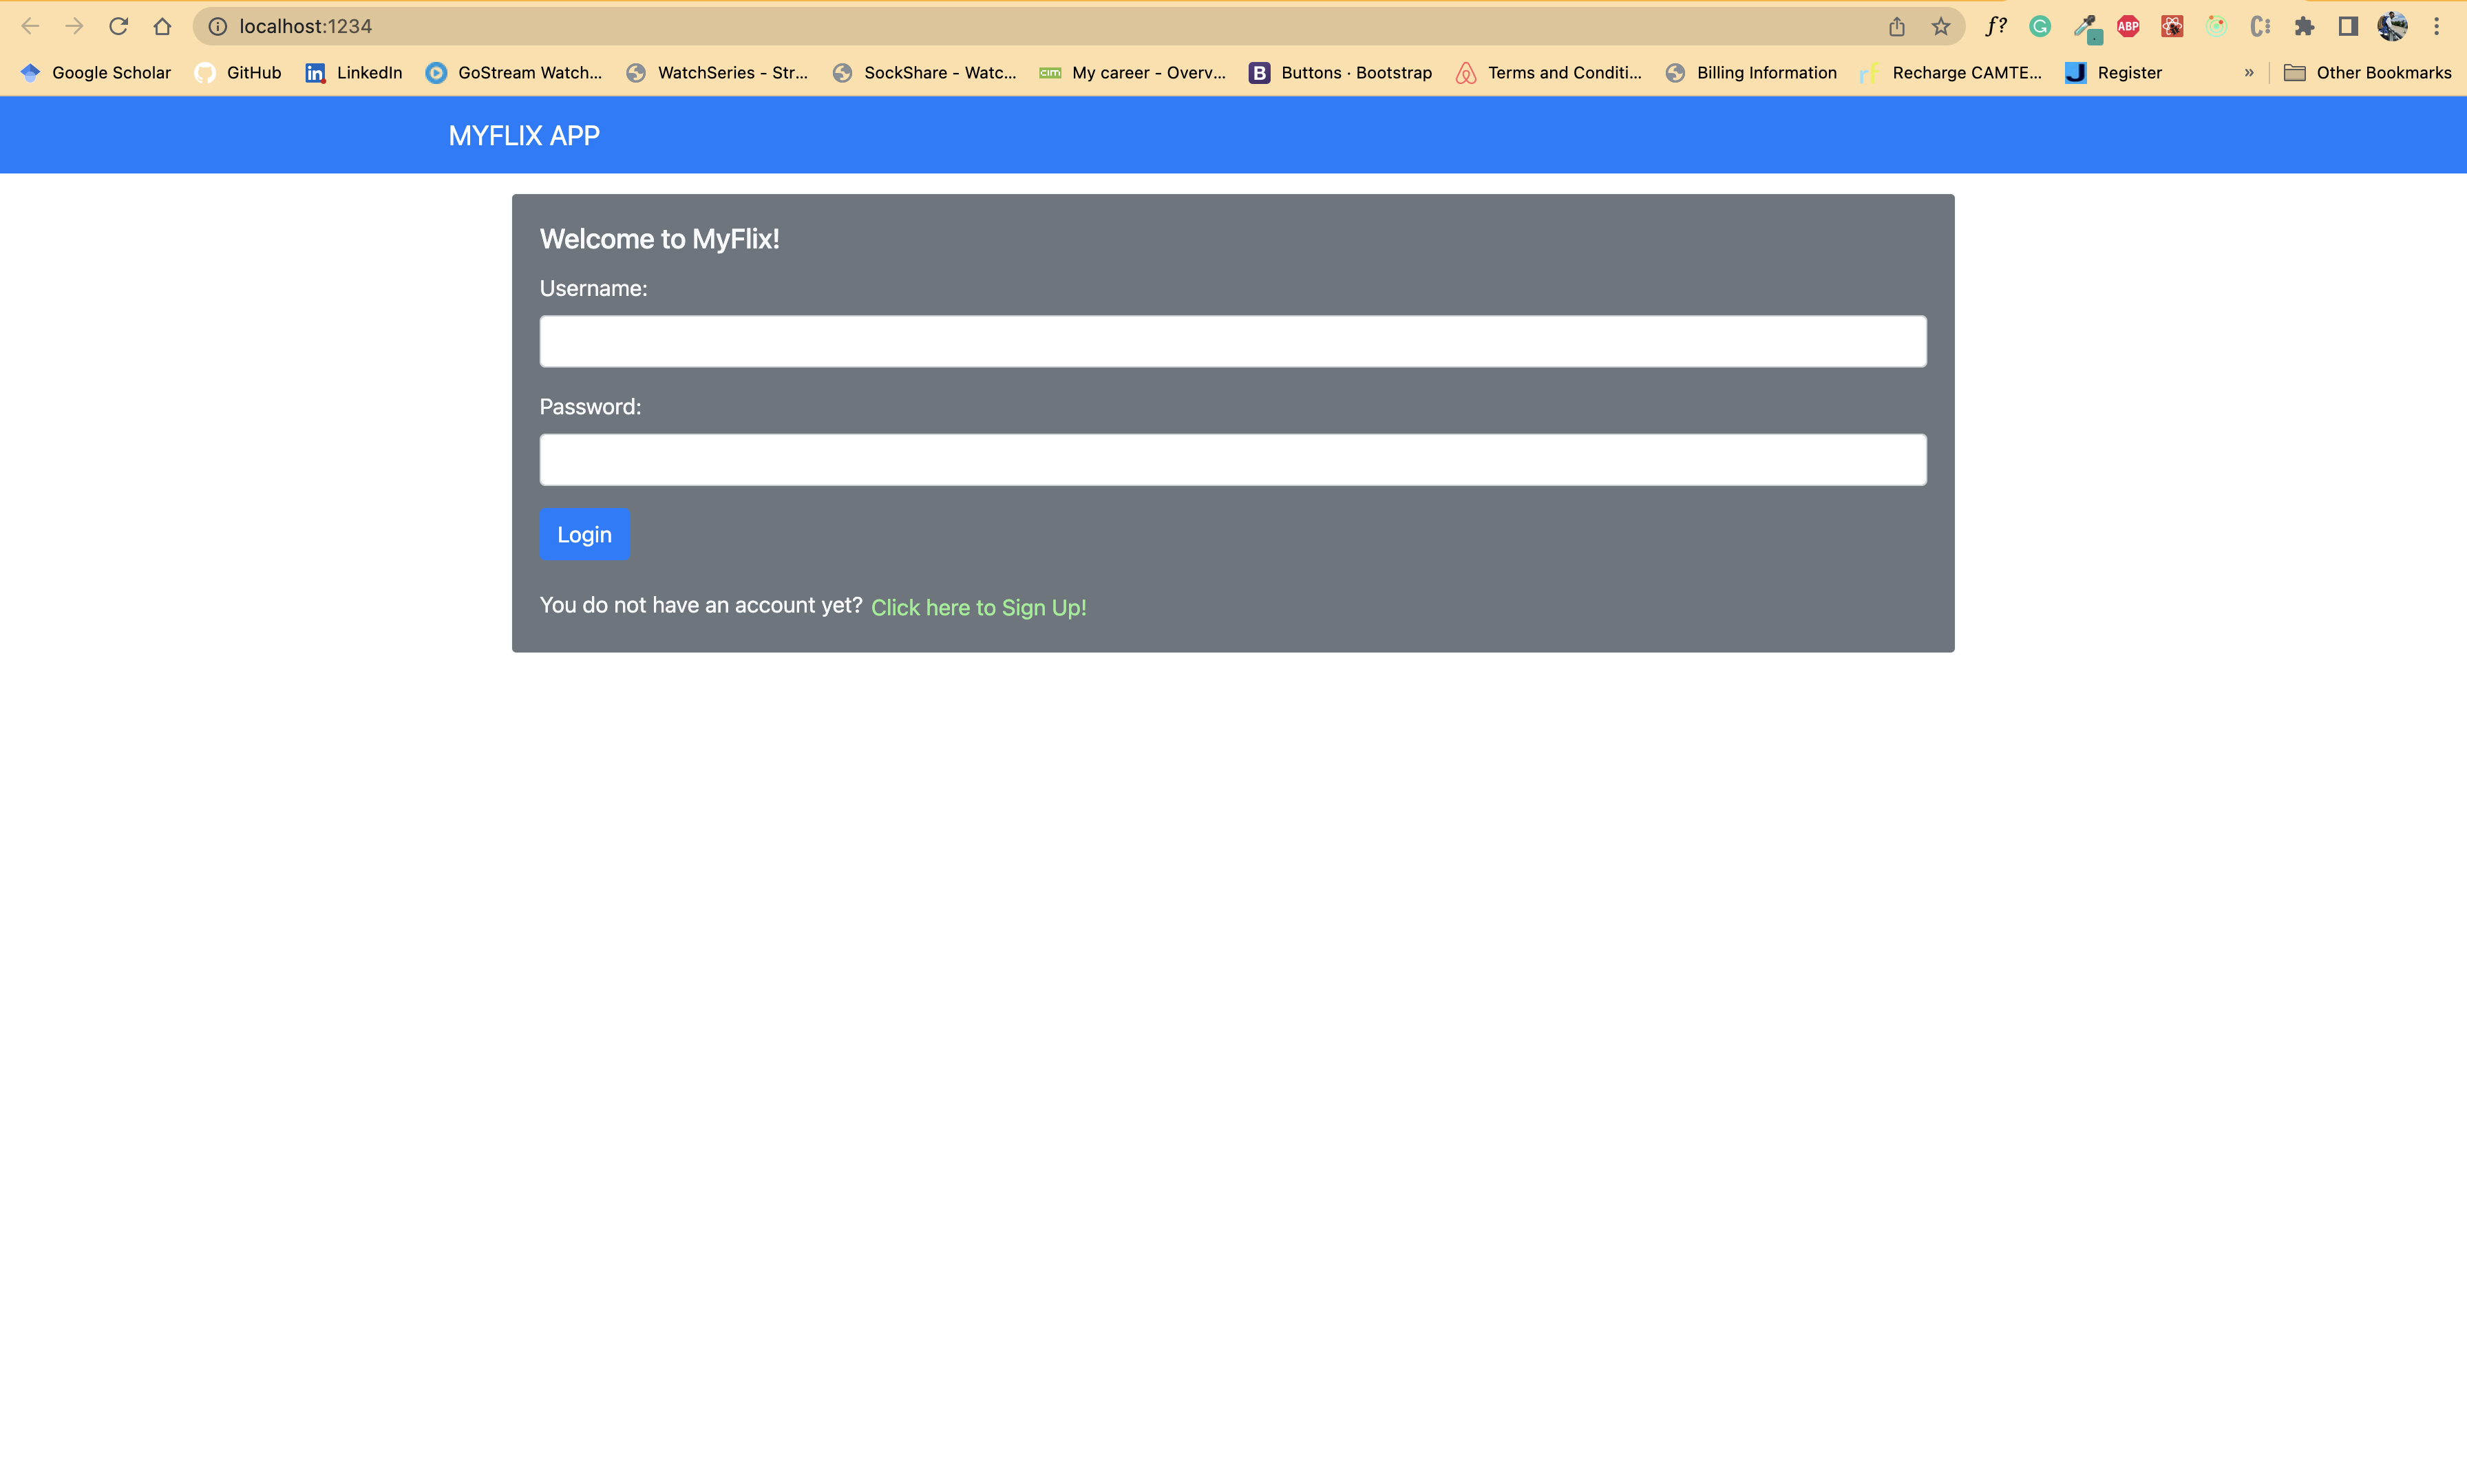 localhost:1234
f?
ABP
Google Scholar GitHub LinkedIn GoStream Watch... WatchSeries - Str... SockShare - Watc... My career - Overv... Buttons · Bootstrap Terms and Conditi... Billing Information Recharge CAMTE... Register » Other Bookmarks
MYFLIX APP
Welcome to MyFlix!
Username:
Password:
Login
You do not have an account yet? Click here to Sign Up!